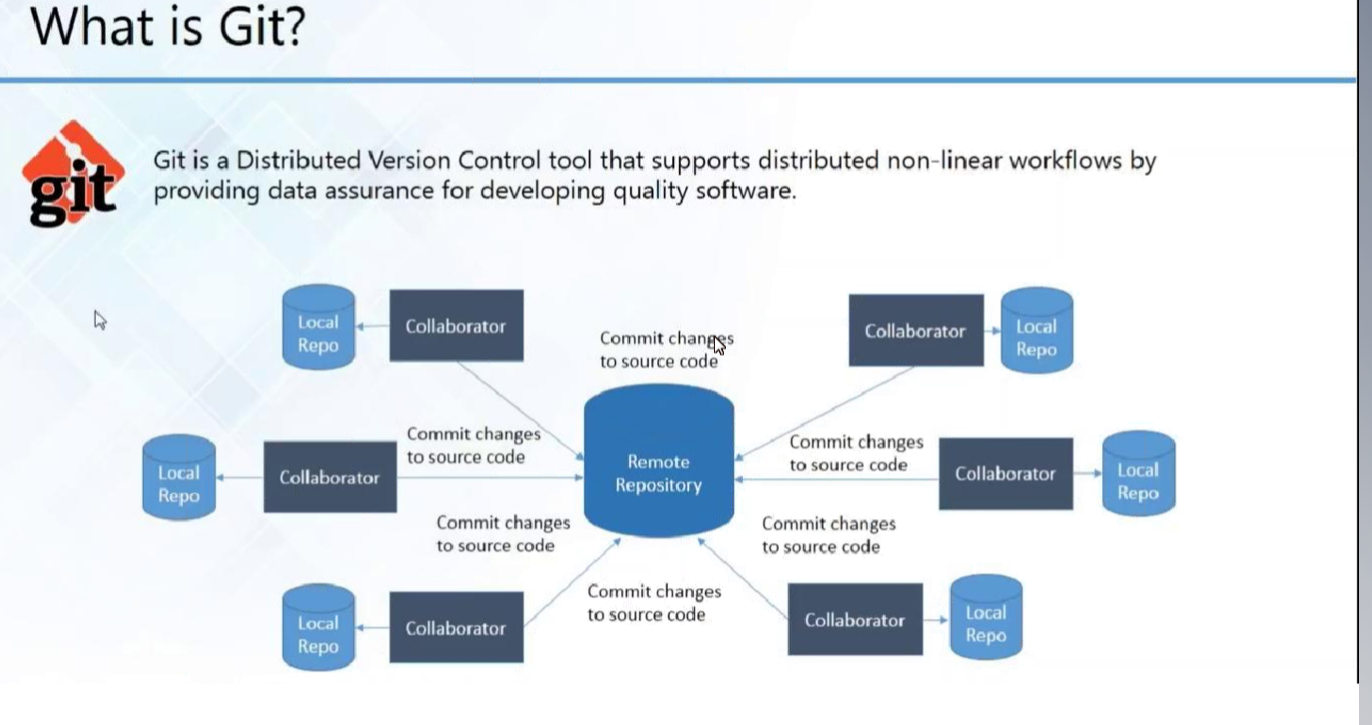 What is Git?
git
Git is a Distributed Version Control tool that supports distributed non-linear workflows by
providing data assurance for developing quality software.
Local
Repo
Collaborator
Commit changes
to source code
Collaborator
Local
Repo
Local
Repo
Collaborator
Commit changes
to source code
Remote
Repository
Commit changes
to source code
Collaborator
Local
Repo
Commit changes
to source code
Commit changes
to source code
Local
Repo
Collaborator
Commit changes
to source code
Collaborator
Local
Repo